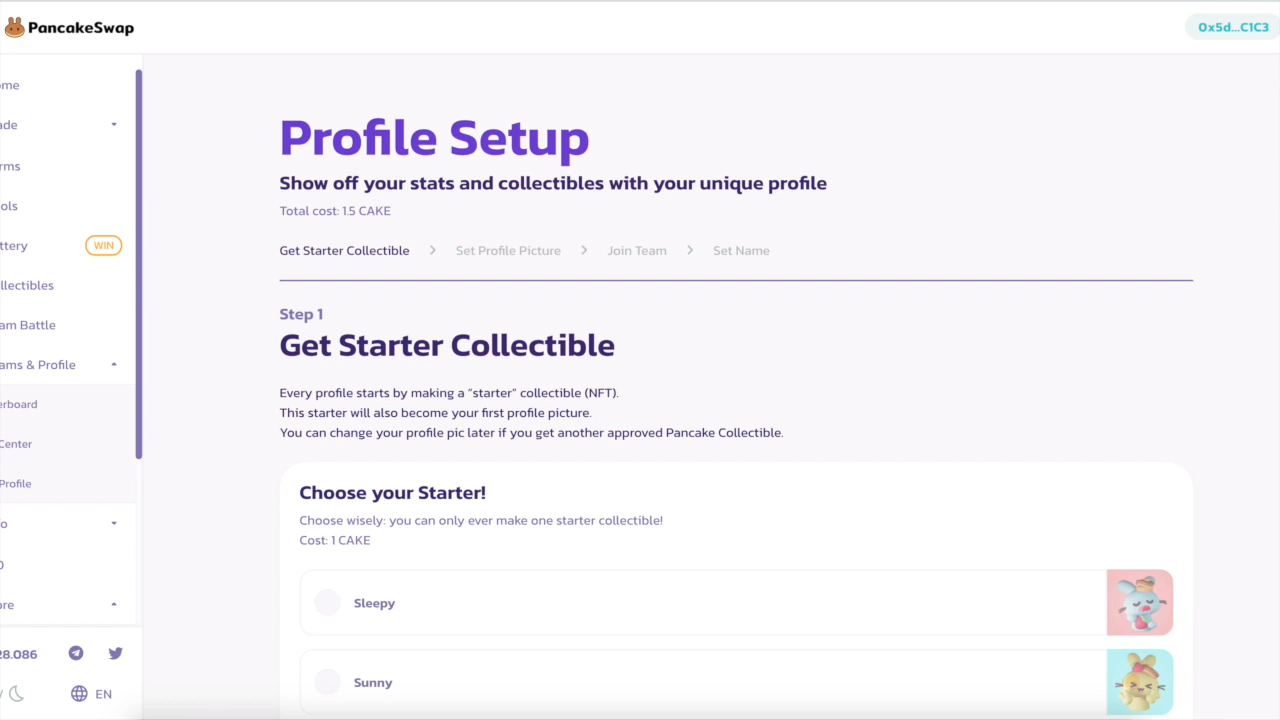 PancakeSwap
0x5d...C1C3
ome
ade
rms
ols
ttery
WIN
llectibles
am Battle
ams & Profile
erboard
Center
Profile
o
ore
28.086
EN
Profile Setup
Show off your stats and collectibles with your unique profile
Total cost: 1.5 CAKE
Get Starter Collectible > Set Profile Picture > Join Team > Set Name
Step 1
Get Starter Collectible
Every profile starts by making a “starter” collectible (NFT).
This starter will also become your first profile picture.
You can change your profile pic later if you get another approved Pancake Collectible.
Choose your Starter!
Choose wisely: you can only ever make one starter collectible!
Cost: 1 CAKE
Sleepy
Sunny